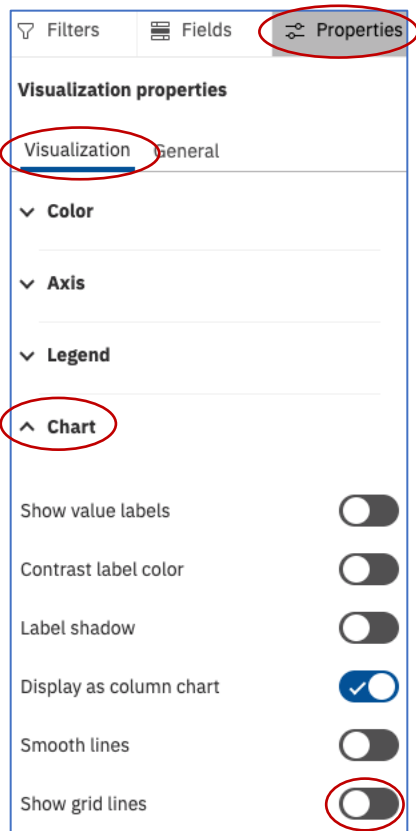 Filters Fields Properties
Visualization properties
Visualization General
Color
Axis
Legend
Chart
Show value labels
Contrast label color
Label shadow
Display as column chart
Smooth lines
Show grid lines